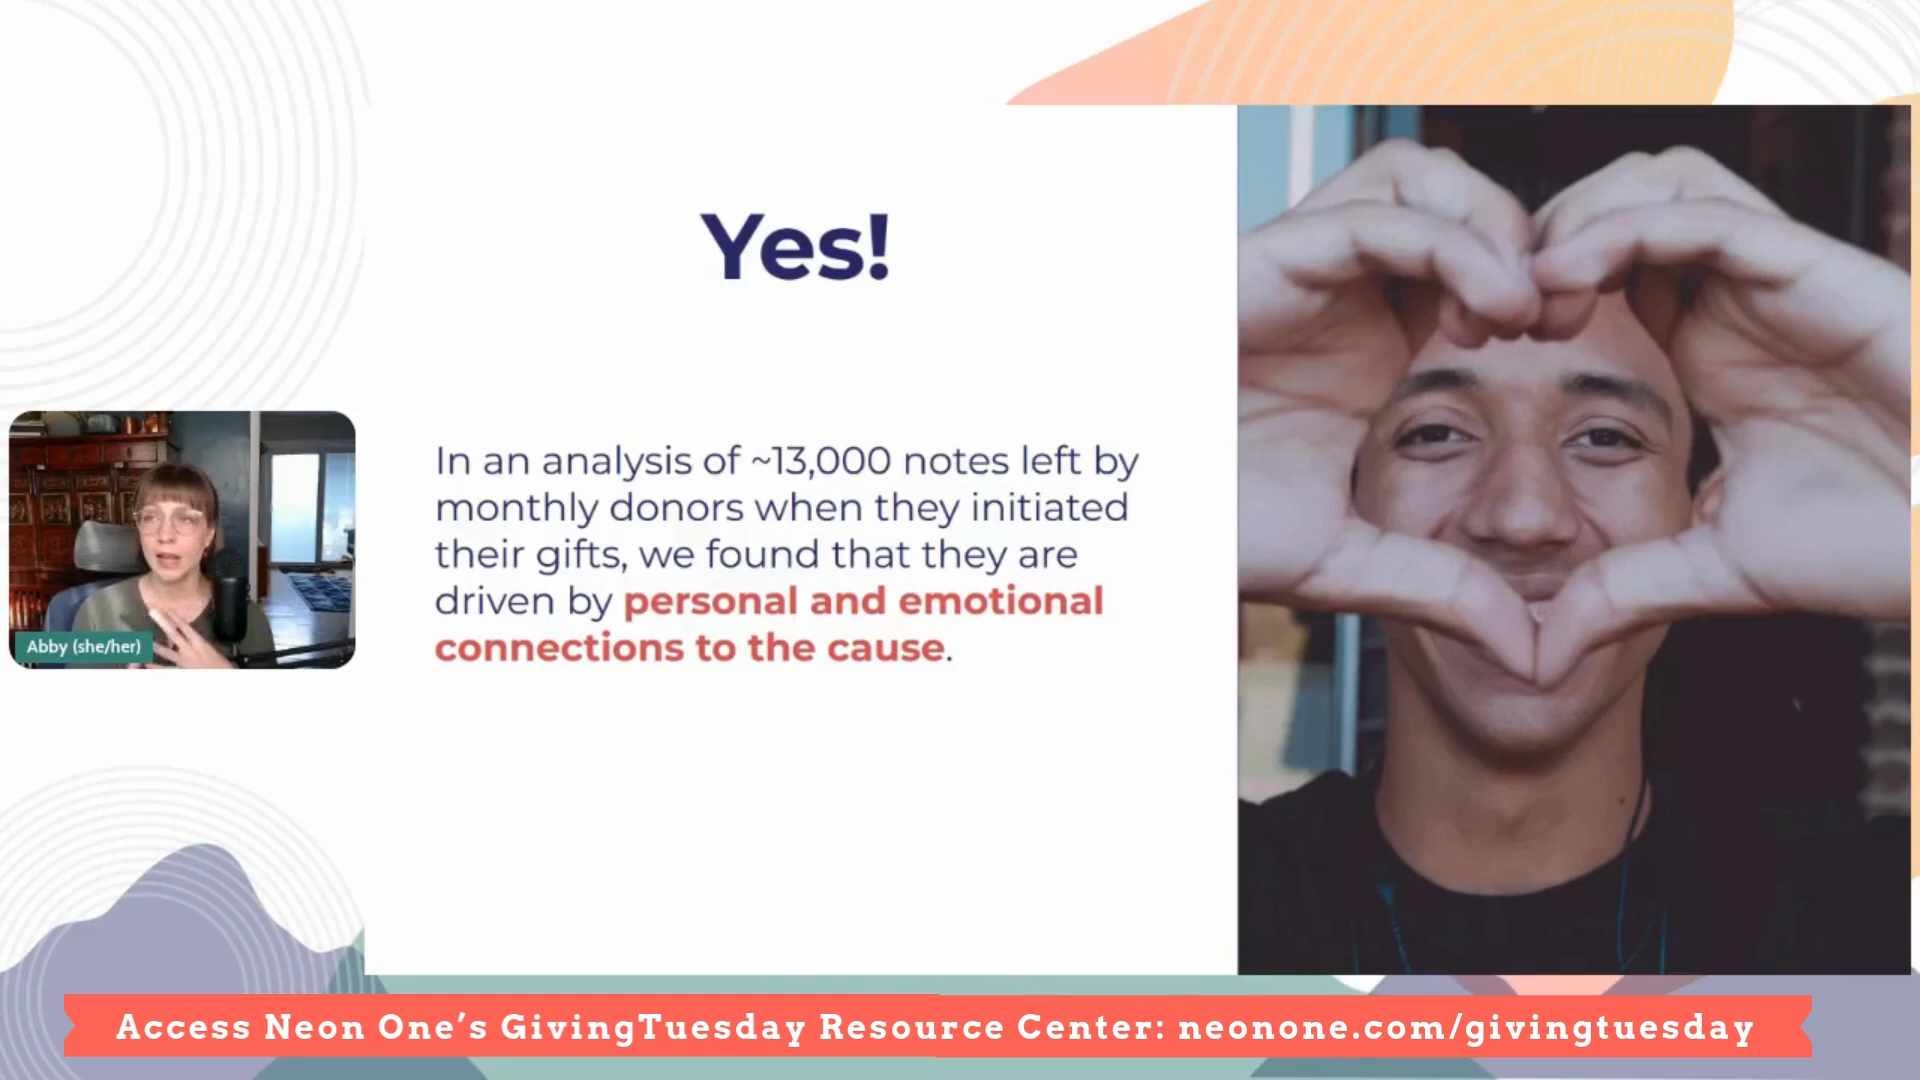 Yes!
In an analysis of ~13,000 notes left by
monthly donors when they initiated
their gifts, we found that they are
driven by personal and emotional
connections to the cause.
Abby (she/her)
Access Neon One’s GivingTuesday Resource Center: neonone.com/givingtuesday